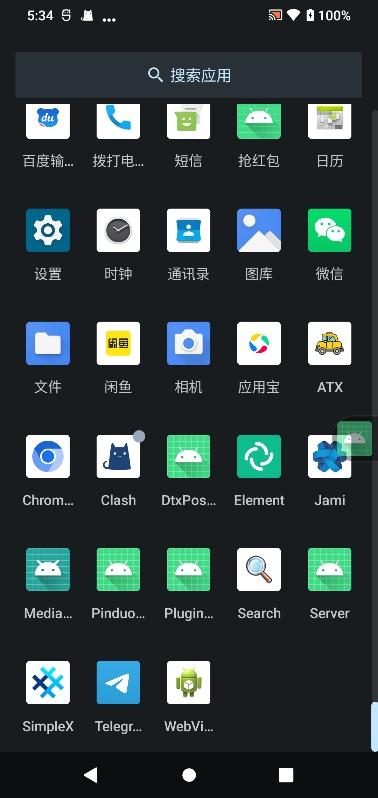 5:34
100%
搜索应用
du
百度输… 拨打电… 短信 抢红包 日历
设置 时钟 通讯录 图库 微信
闲鱼
文件 闲鱼 相机 应用宝 ATX
Chrom… Clash DtxPos… Element Jami
Media… Pinduo… Plugin… Search Server
SimpleX Telegr… WebVi…